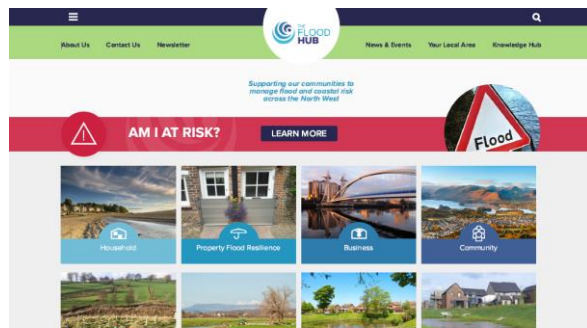 THE
FLOOD
HUB
About Us Contact Us Newsletter News & Events Your Local Area Knowledge Hub
Supporting our communities to
manage flood and coastal risk
across the North West
AM I AT RISK? LEARN MORE
Flood
Household Property Flood Resilience Business Community